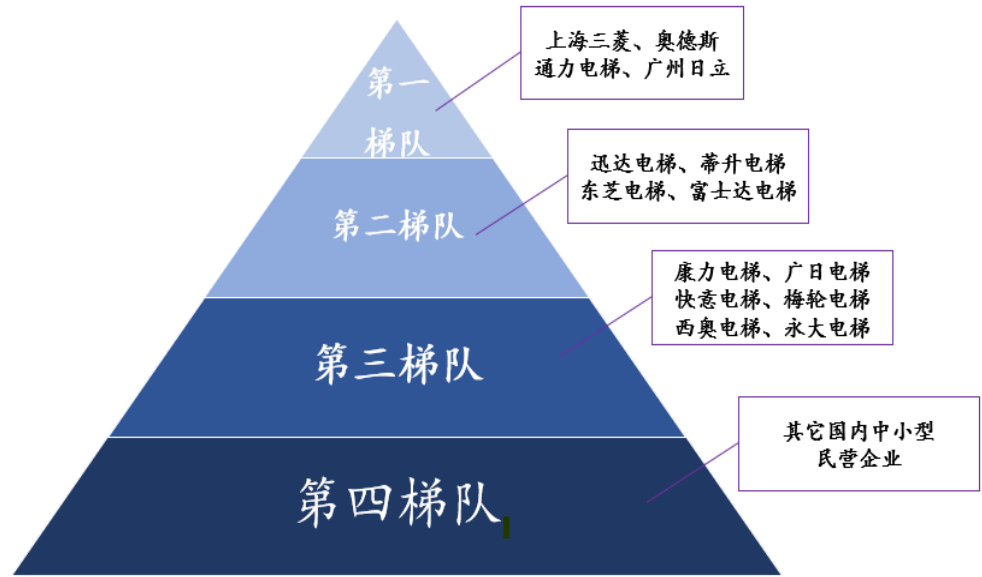 第一
梯队
上海三菱、奥德斯
通力电梯、广州日立
第二梯队
迅达电梯、蒂升电梯
东芝电梯、富士达电梯
第三梯队
康力电梯、广日电梯
快意电梯、梅轮电梯
西奥电梯、永大电梯
第四梯队
其它国内中小型
民营企业